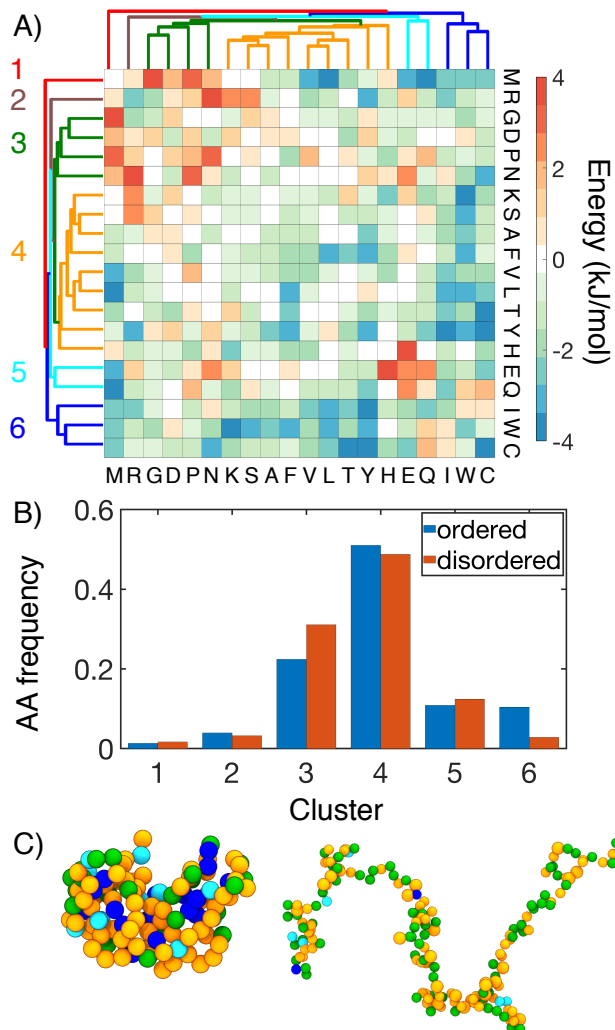 A)
1
2
3
4
5
6
M
R
G
D
P
N
K
S
A
F
V
L
T
Y
H
E
Q
I
W
C
4
2
0
-2
-4
Energy (kJ/mol)
M R G D P N K S A F V L T Y H E Q I W C
B)
0.6
0.4
0.2
0
AA frequency
ordered
disordered
1 2 3 4 5 6
Cluster
C)